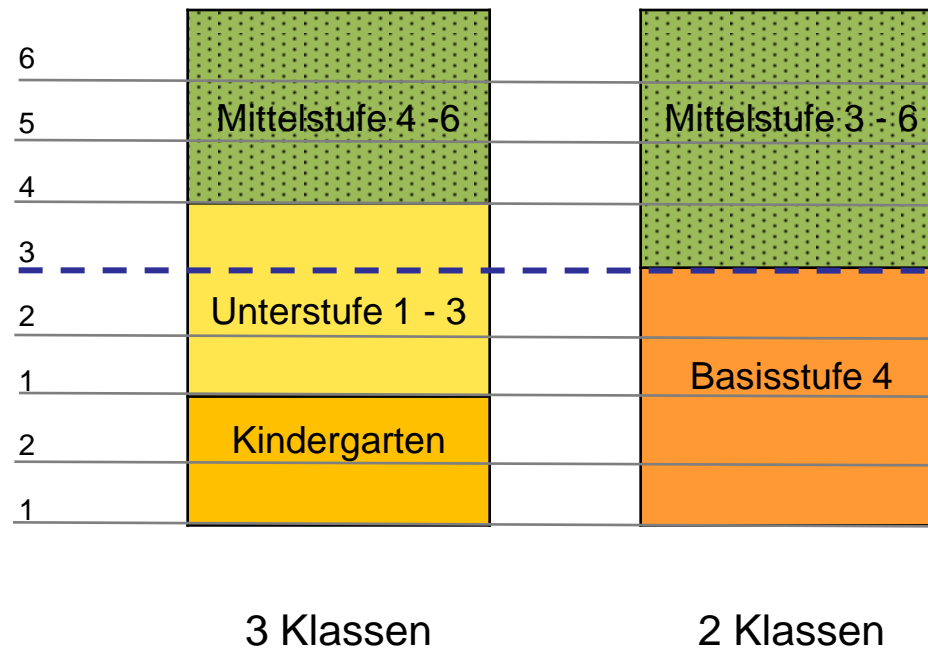 6
5
4
3
2
1
2
1
Mittelstufe 4 -6
Unterstufe 1 - 3
Kindergarten
3 Klassen
Mittelstufe 3 - 6
Basisstufe 4
2 Klassen